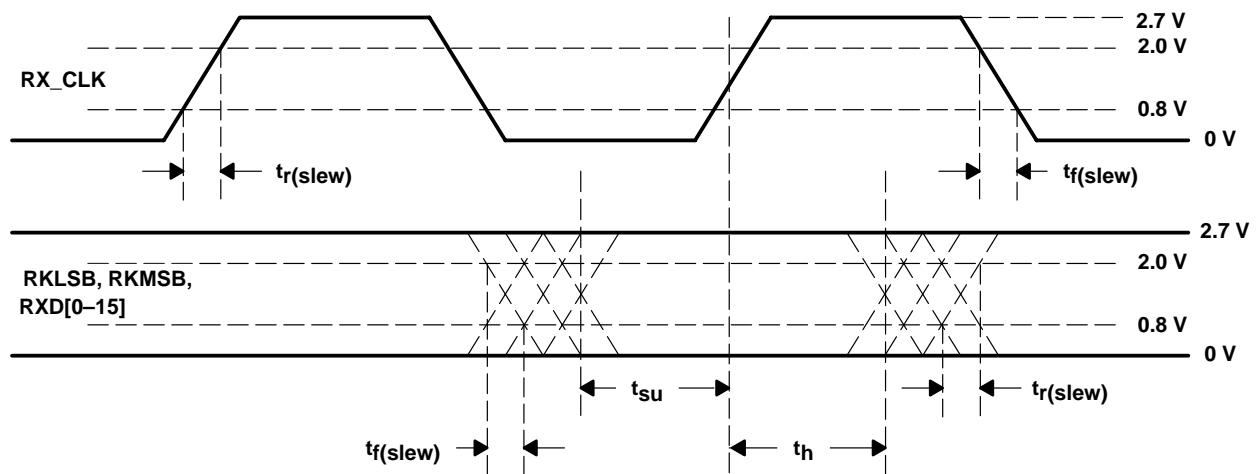 2.7 V
2.0 V
RX_CLK
0.8 V
0 V
tr(slew)
tf(slew)
2.7 V
2.0 V
RKLSB, RKMSB,
RXD[0–15]
0.8 V
0 V
tsu
tr(slew)
tf(slew)
th